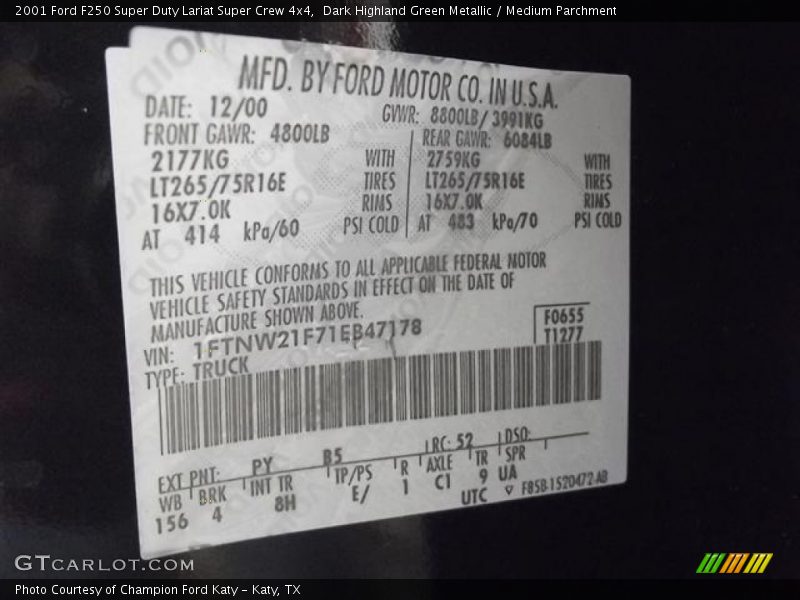 2001 Ford F250 Super Duty Lariat Super Crew 4x4,  Dark Highland Green Metallic / Medium Parchment
MFD. BY FORD MOTOR CO. IN U.S.A.
DATE: 12/00 GVWR: 8800LB/ 3991KG
FRONT GAWR: 4800LB REAR GAWR: 6084LB
2177KG WITH 2759KG WITH
LT265/75R16E TIRES LT265/75R16E TIRES
16X7.0K RIMS 16X7.0K RIMS
AT 414 kPa/60 PSI COLD AT 483 kPa/70 PSI COLD
THIS VEHICLE CONFORMS TO ALL APPLICABLE FEDERAL MOTOR
VEHICLE SAFETY STANDARDS IN EFFECT ON THE DATE OF
MANUFACTURE SHOWN ABOVE.
VIN: 1FTNW21F71EB47178 F0655
TYPE: TRUCK T1277
EXT PNT: PY B5 RC: 52 DSO:
WB BRK INT TR TP/PS R AXLE TR SPR
156 4 8H E/ 1 C1 9 UA
UTC F85B-1520472-AB
GTCARLOT.COM
Photo Courtesy of Champion Ford Katy – Katy, TX